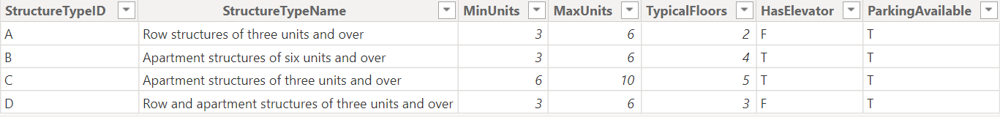 StructureTypeID StructureTypeName MinUnits MaxUnits TypicalFloors HasElevator ParkingAvailable
A Row structures of three units and over 3 6 2 F T
B Apartment structures of six units and over 3 6 4 T T
C Apartment structures of three units and over 6 10 5 T T
D Row and apartment structures of three units and over 3 6 3 F T